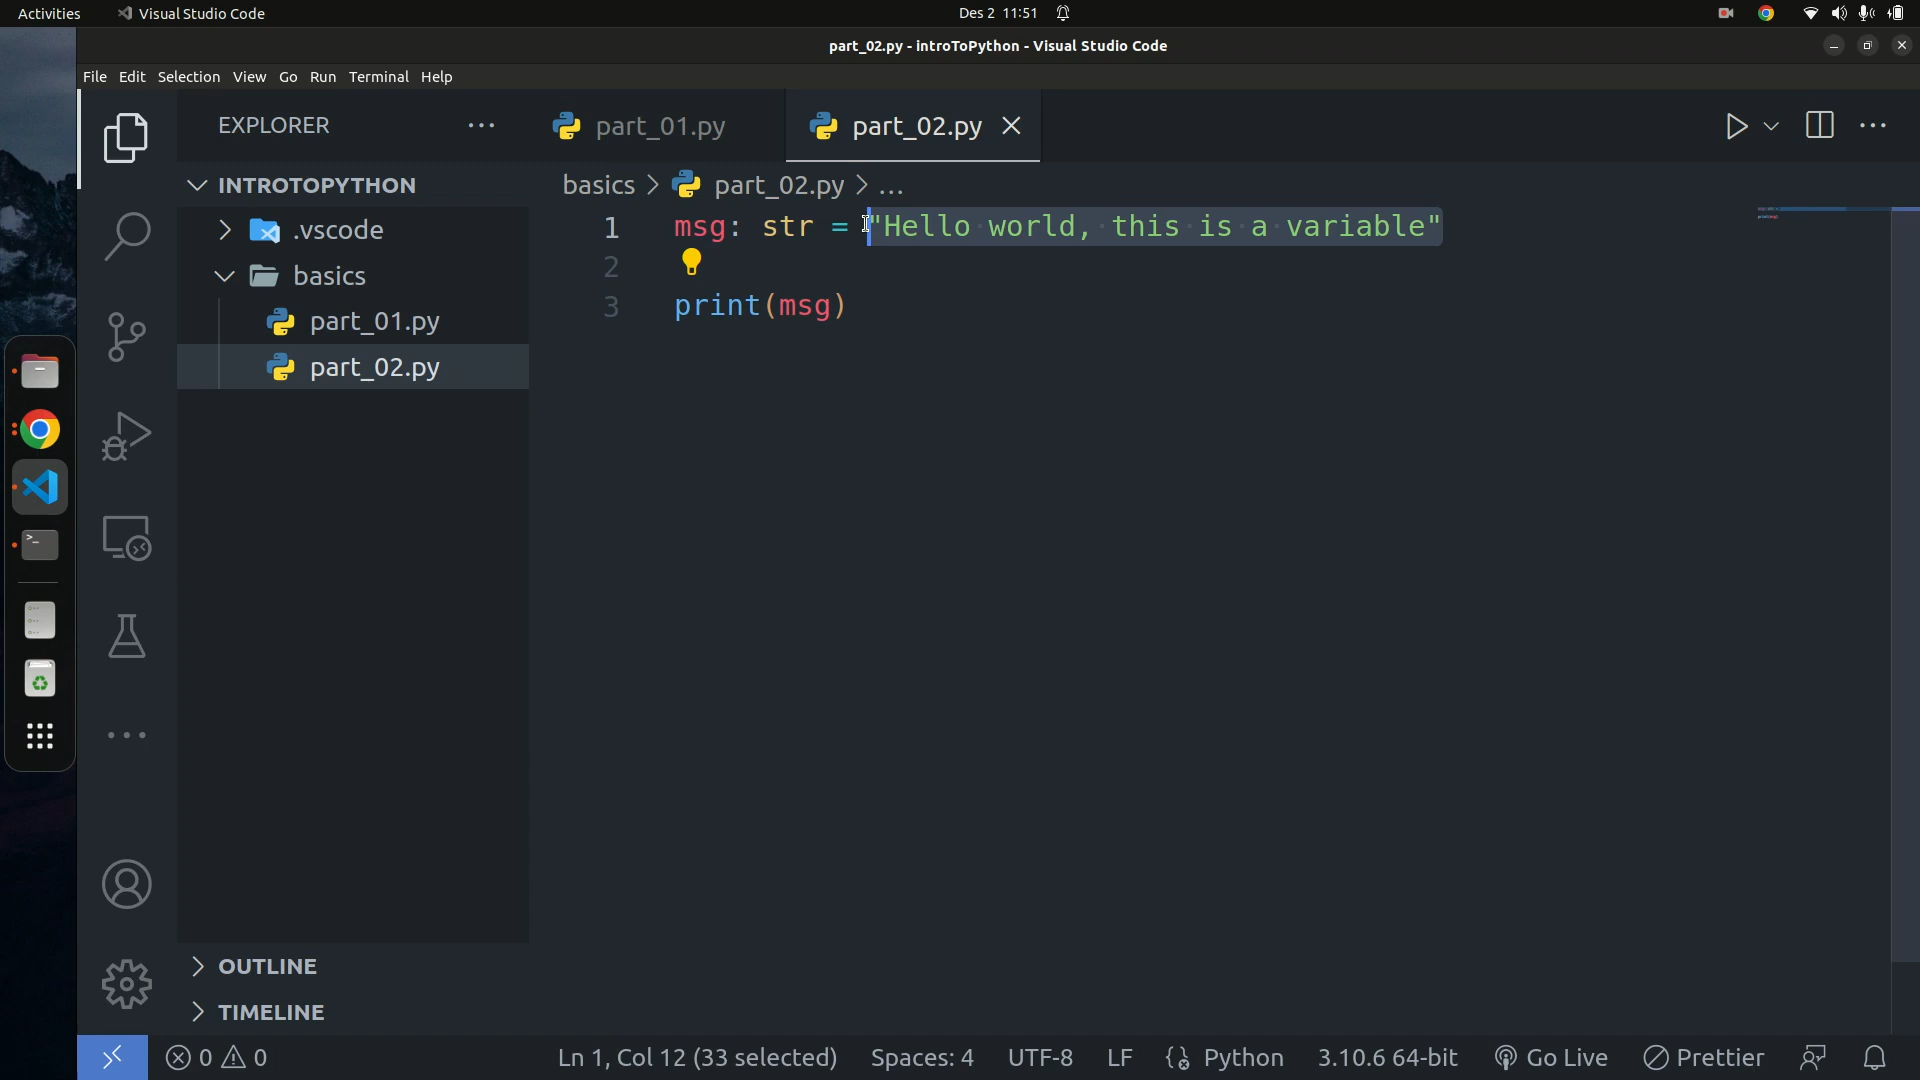 Activities Visual Studio Code Des 2 11:51
part_02.py - introToPython - Visual Studio Code
File Edit Selection View Go Run Terminal Help
EXPLORER
part_01.py part_02.py
INTROTOPYTHON
.vscode
basics
part_01.py
part_02.py
OUTLINE
TIMELINE
basics > part_02.py > ...
1 msg: str = "Hello world, this is a variable"
2
3 print(msg)
0 0 Ln 1, Col 12 (33 selected) Spaces: 4 UTF-8 LF Python 3.10.6 64-bit Go Live Prettier